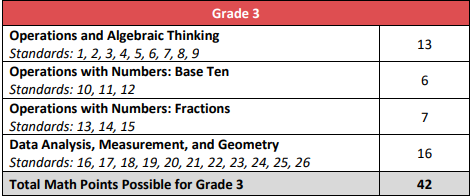 Grade 3
Operations and Algebraic Thinking
Standards: 1, 2, 3, 4, 5, 6, 7, 8, 9
13
Operations with Numbers: Base Ten
Standards: 10, 11, 12
6
Operations with Numbers: Fractions
Standards: 13, 14, 15
7
Data Analysis, Measurement, and Geometry
Standards: 16, 17, 18, 19, 20, 21, 22, 23, 24, 25, 26
16
Total Math Points Possible for Grade 3
42